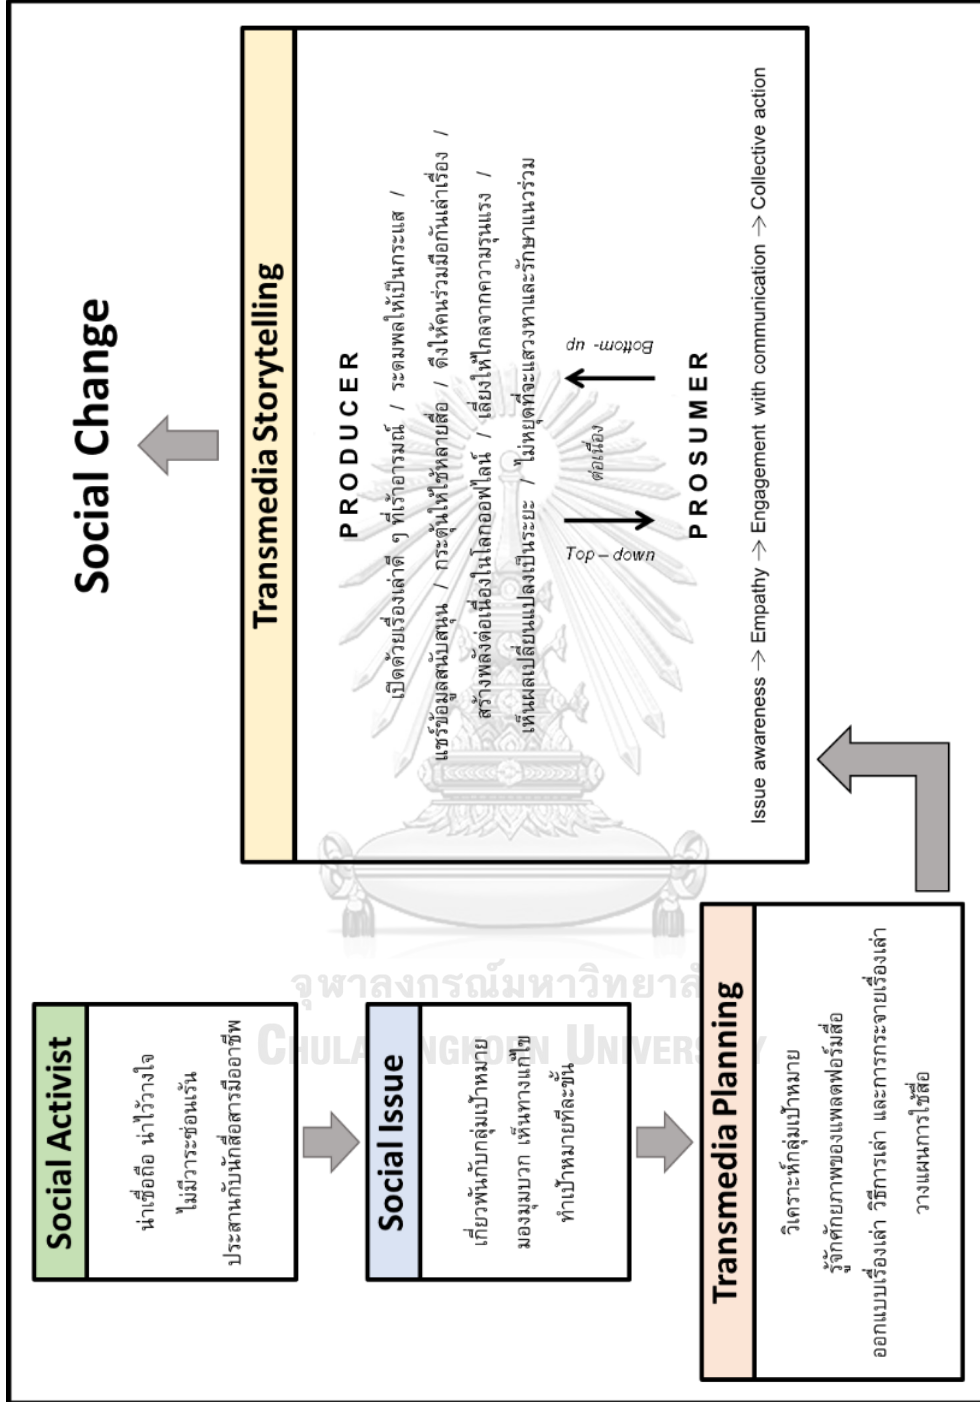 Social Activist
น่าเชื่อถือ น่าไว้วางใจ
ไม่มีวาระซ่อนเร้น
ประสานกับนักสื่อสารมืออาชีพ
Social Issue
เกี่ยวพันกับกลุ่มเป้าหมาย
มองมุมบวก เห็นทางแก้ไข
ทำเป้าหมายทีละขั้น
Transmedia Planning
วิเคราะห์กลุ่มเป้าหมาย
รู้จักศักยภาพของแพลตฟอร์มสื่อ
ออกแบบเรื่องเล่า วิธีการเล่า และการกระจายเรื่องเล่า
วางแผนการใช้สื่อ
Social Change
Transmedia Storytelling
PRODUCER
เปิดด้วยเรื่องเล่าดี ๆ ที่เร้าอารมณ์ / ระดมพลให้เป็นกระแส /
แชร์ข้อมูลสนับสนุน / กระตุ้นให้ใช้หลายสื่อ / ดึงให้คนร่วมมือกันเล่าเรื่อง /
สร้างพลังต่อเนื่องในโลกออฟไลน์ / เลี่ยงให้ไกลจากความรุนแรง /
เห็นผลเปลี่ยนแปลงเป็นระยะ / ไม่หยุดที่จะแสวงหาและรักษาแนวร่วม
Top – down
ต่อเนื่อง
Bottom- up
PROSUMER
Issue awareness → Empathy → Engagement with communication → Collective action
จุฬาลงกรณ์มหาวิทยาลั
CHULA NGKORN UNIVERS Y